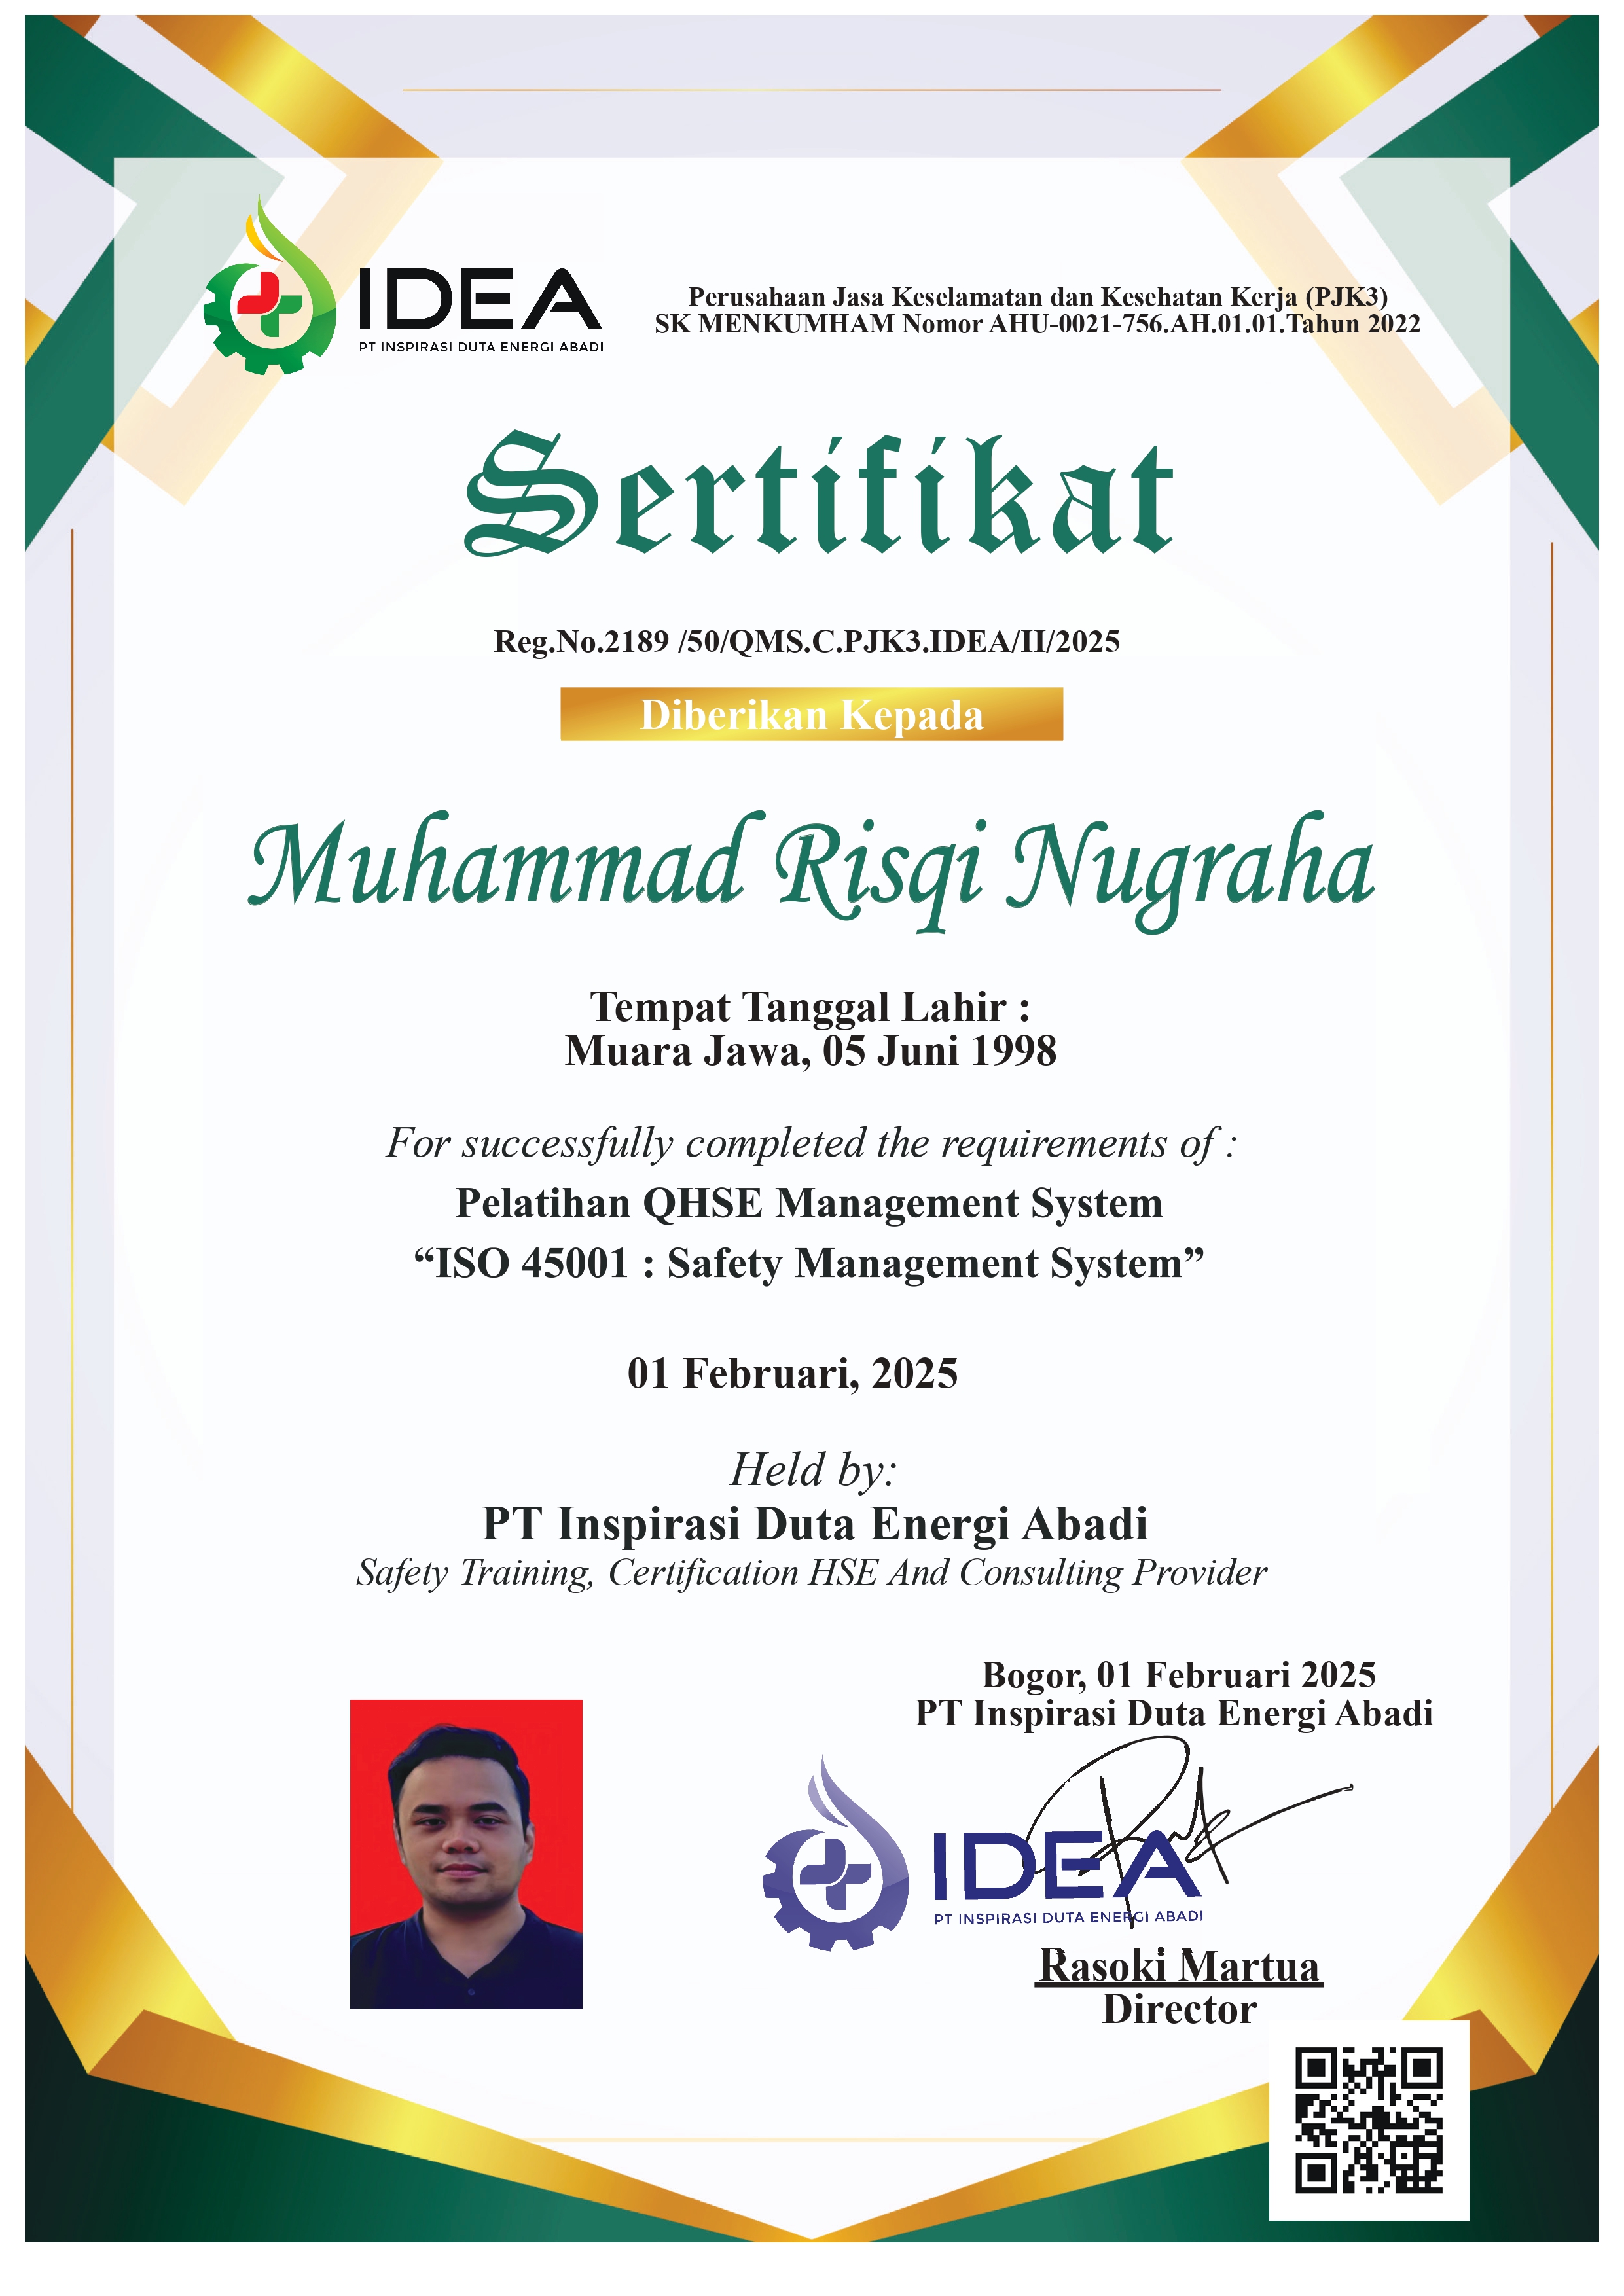 IDEA
PT INSPIRASI DUTA ENERGI ABADI
Perusahaan Jasa Keselamatan dan Kesehatan Kerja (PJK3)
SK MENKUMHAM Nomor AHU-0021-756.AH.01.01.Tahun 2022
Sertifikat
Reg.No.2189 /50/QMS.C.PJK3.IDEA/II/2025
Diberikan Kepada
Muhammad Risqi Nugraha
Tempat Tanggal Lahir :
Muara Jawa, 05 Juni 1998
For successfully completed the requirements of :
Pelatihan QHSE Management System
“ISO 45001 : Safety Management System”
01 Februari, 2025
Held by:
PT Inspirasi Duta Energi Abadi
Safety Training, Certification HSE And Consulting Provider
Bogor, 01 Februari 2025
PT Inspirasi Duta Energi Abadi
IDEA
PT INSPIRASI DUTA ENERGI ABADI
Rasoki Martua
Director